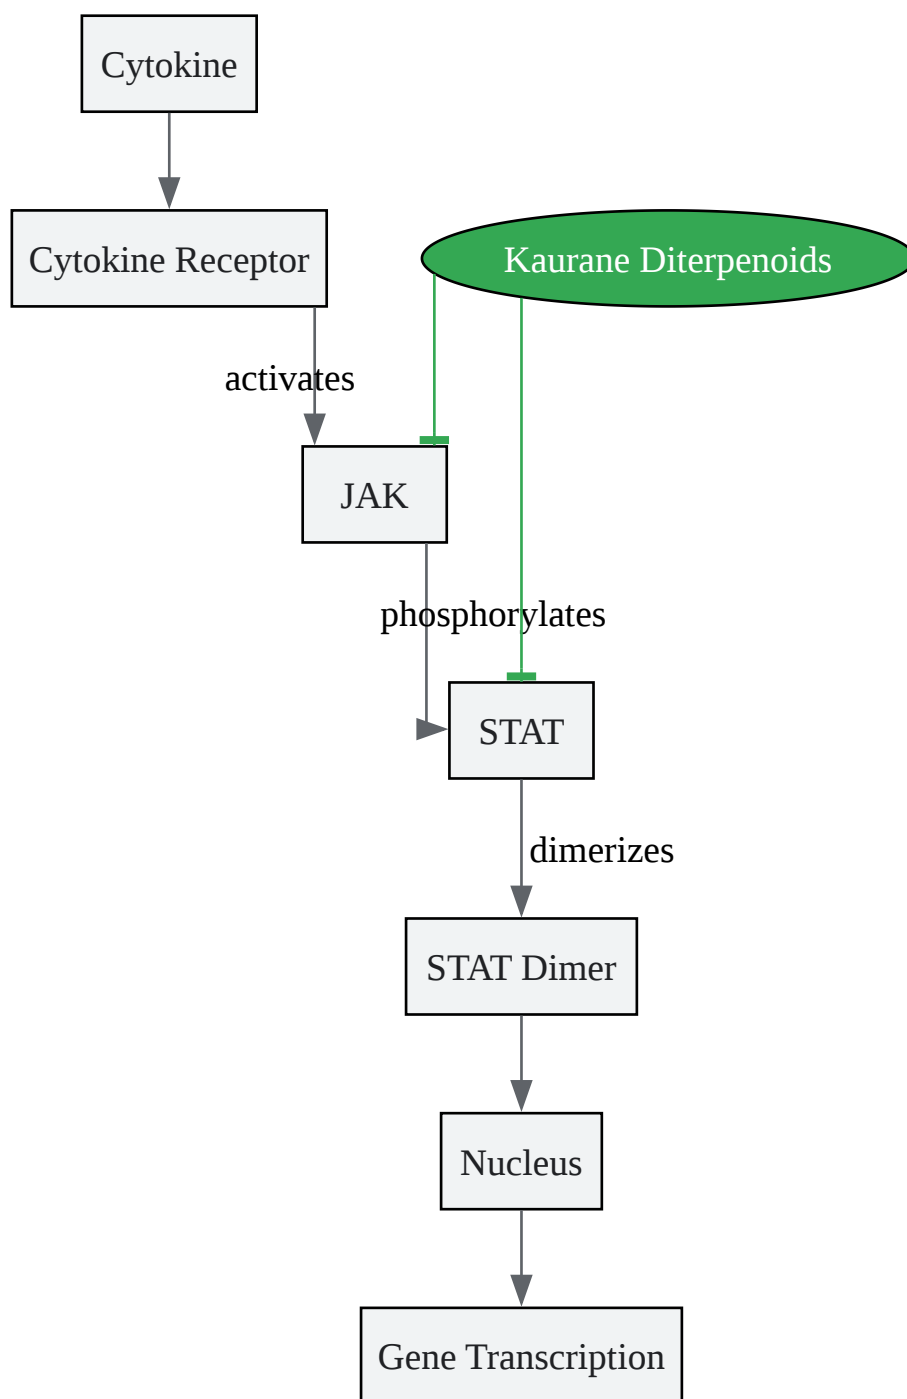 Cytokine
Cytokine Receptor
Kaurane Diterpenoids
activates
JAK
phosphorylates
STAT
dimerizes
STAT Dimer
Nucleus
Gene Transcription